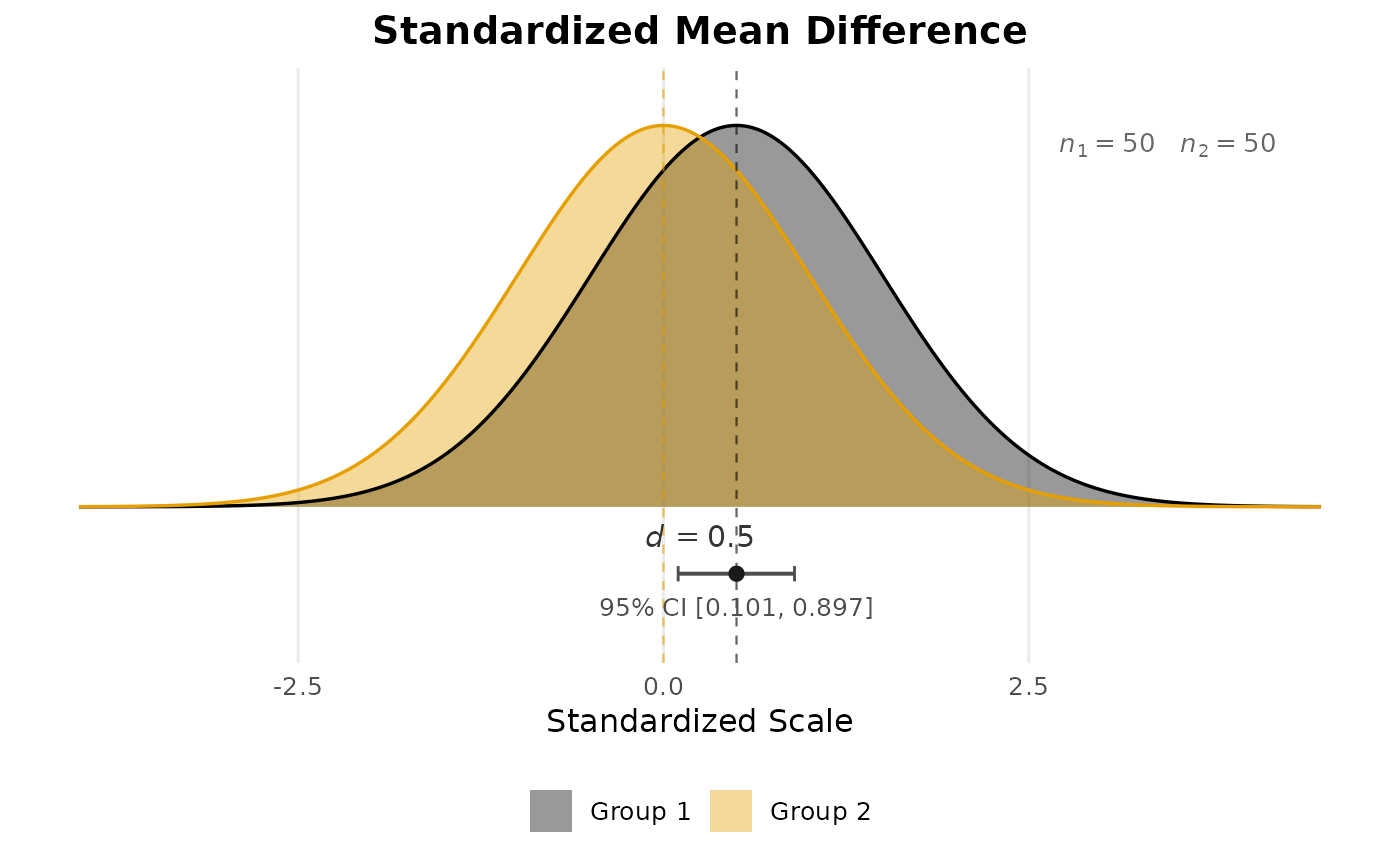 Standardized Mean Difference
n₁ = 50 n₂ = 50
d = 0.5
95% CI [0.101, 0.897]
-2.5 0.0 2.5
Standardized Scale
Group 1 Group 2